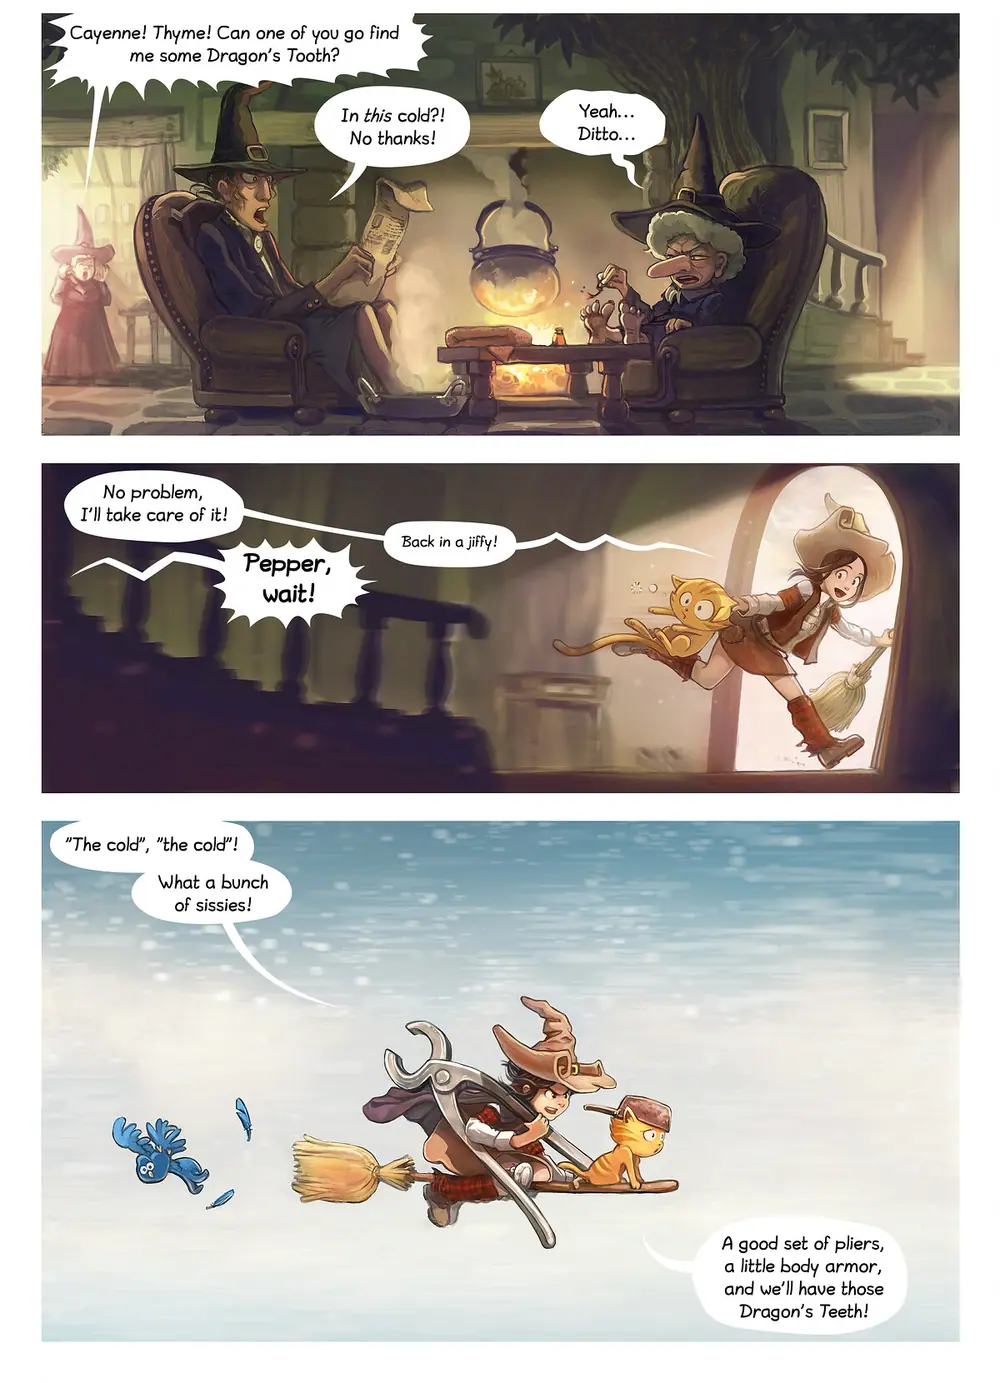 Cayenne! Thyme! Can one of you go find
me some Dragon's Tooth?
In this cold?!
No thanks!
Yeah...
Ditto...
No problem,
I'll take care of it!
Back in a jiffy!
Pepper,
wait!
"The cold", "the cold"!
What a bunch
of sissies!
A good set of pliers,
a little body armor,
and we'll have those
Dragon's Teeth!